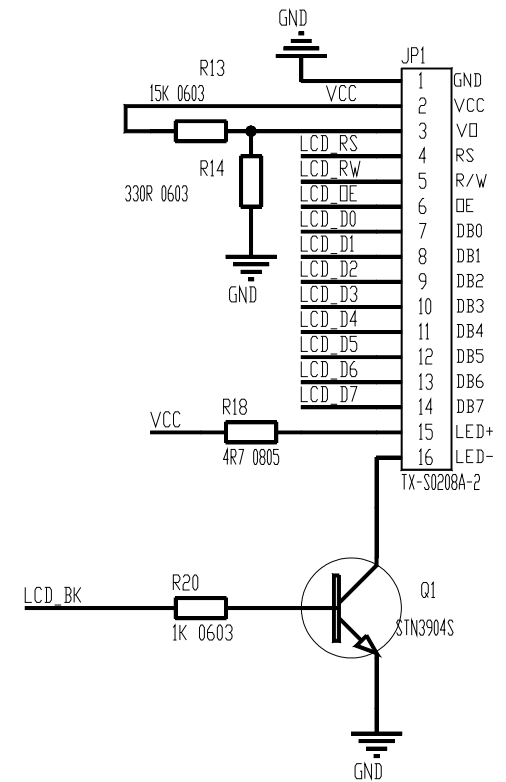 GND
JP1
R13
15K 0603
VCC
1 GND
2 VCC
3 VO
R14
330R 0603
LCD_RS 4 RS
LCD_RW 5 R/W
LCD_OE 6 OE
LCD_D0 7 DB0
LCD_D1 8 DB1
LCD_D2 9 DB2
GND
LCD_D3 10 DB3
LCD_D4 11 DB4
LCD_D5 12 DB5
LCD_D6 13 DB6
LCD_D7 14 DB7
VCC
R18
4R7 0805
15 LED+
16 LED-
TX-S0208A-2
LCD_BK
R20
1K 0603
Q1
STN3904S
GND